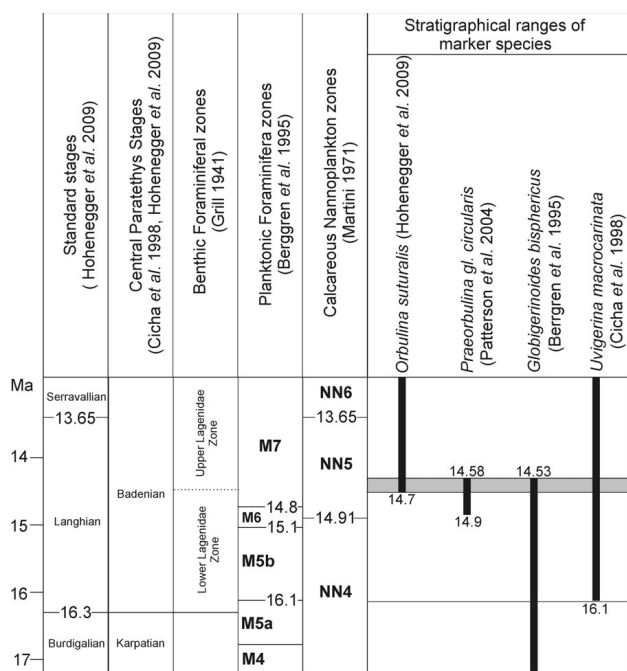 Stratigraphical ranges of
marker species
Standard stages
( Hohenegger et al. 2009)
Central Paratethys Stages
(Cicha et al. 1998, Hohenegger et al. 2009)
Benthic Foraminiferal zones
(Grill 1941)
Planktonic Foraminifera zones
(Berggren et al. 1995)
Calcareous Nannoplankton zones
(Martini 1971)
Orbulina suturalis (Hohenegger et al. 2009)
Praeorbulina gl. circularis
(Patterson et al. 2004)
Globigerinoides bisphericus
(Berrgren et al. 1995)
Uvigerina macrocarinata
(Cicha et al. 1998)
Ma
14
15
16
17
Serravallian
13.65
Langhian
16.3
Burdigalian
Badenian
Karpatian
Upper Lagenidae
Zone
Lower Lagenidae
Zone
M7
14.8
M6
15.1
M5b
16.1
M5a
M4
NN6
13.65
NN5
14.91
NN4
14.7
14.58
14.9
14.53
16.1